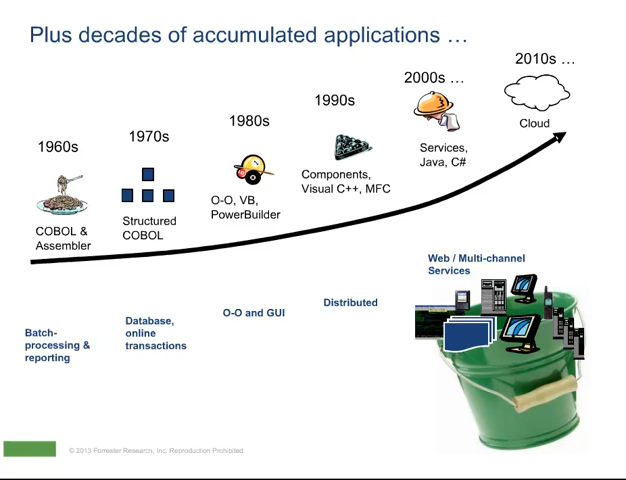 Plus decades of accumulated applications …
2010s …
2000s …
1990s
1980s
1970s
1960s
Cloud
Services,
Java, C#
Components,
Visual C++, MFC
O-O, VB,
PowerBuilder
Structured
COBOL
COBOL &
Assembler
Web / Multi-channel
Services
Distributed
O-O and GUI
Database,
online
transactions
Batch-
processing &
reporting
© 2013 Forrester Research, Inc. Reproduction Prohibited